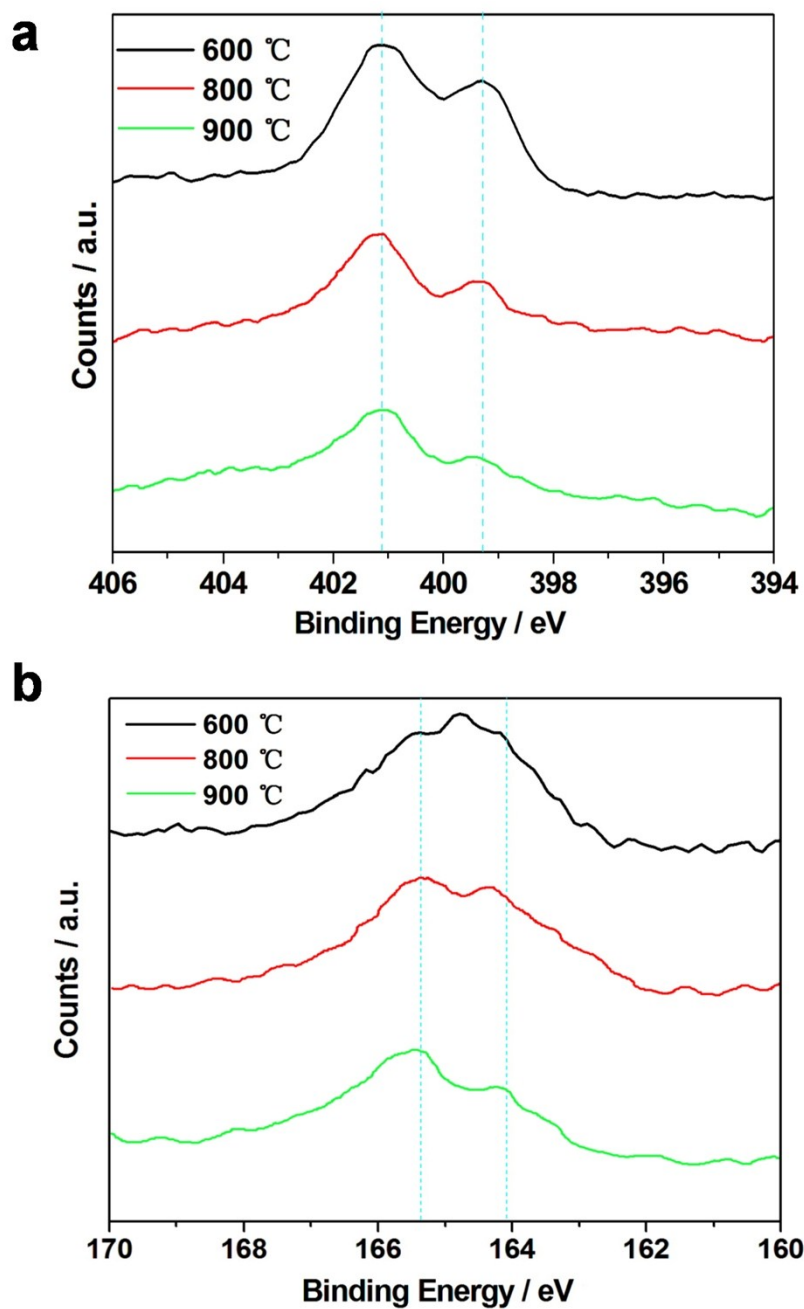 a
600 ℃
800 ℃
900 ℃
Counts / a.u.
406 404 402 400 398 396 394
Binding Energy / eV
b
600 ℃
800 ℃
900 ℃
Counts / a.u.
170 168 166 164 162 160
Binding Energy / eV